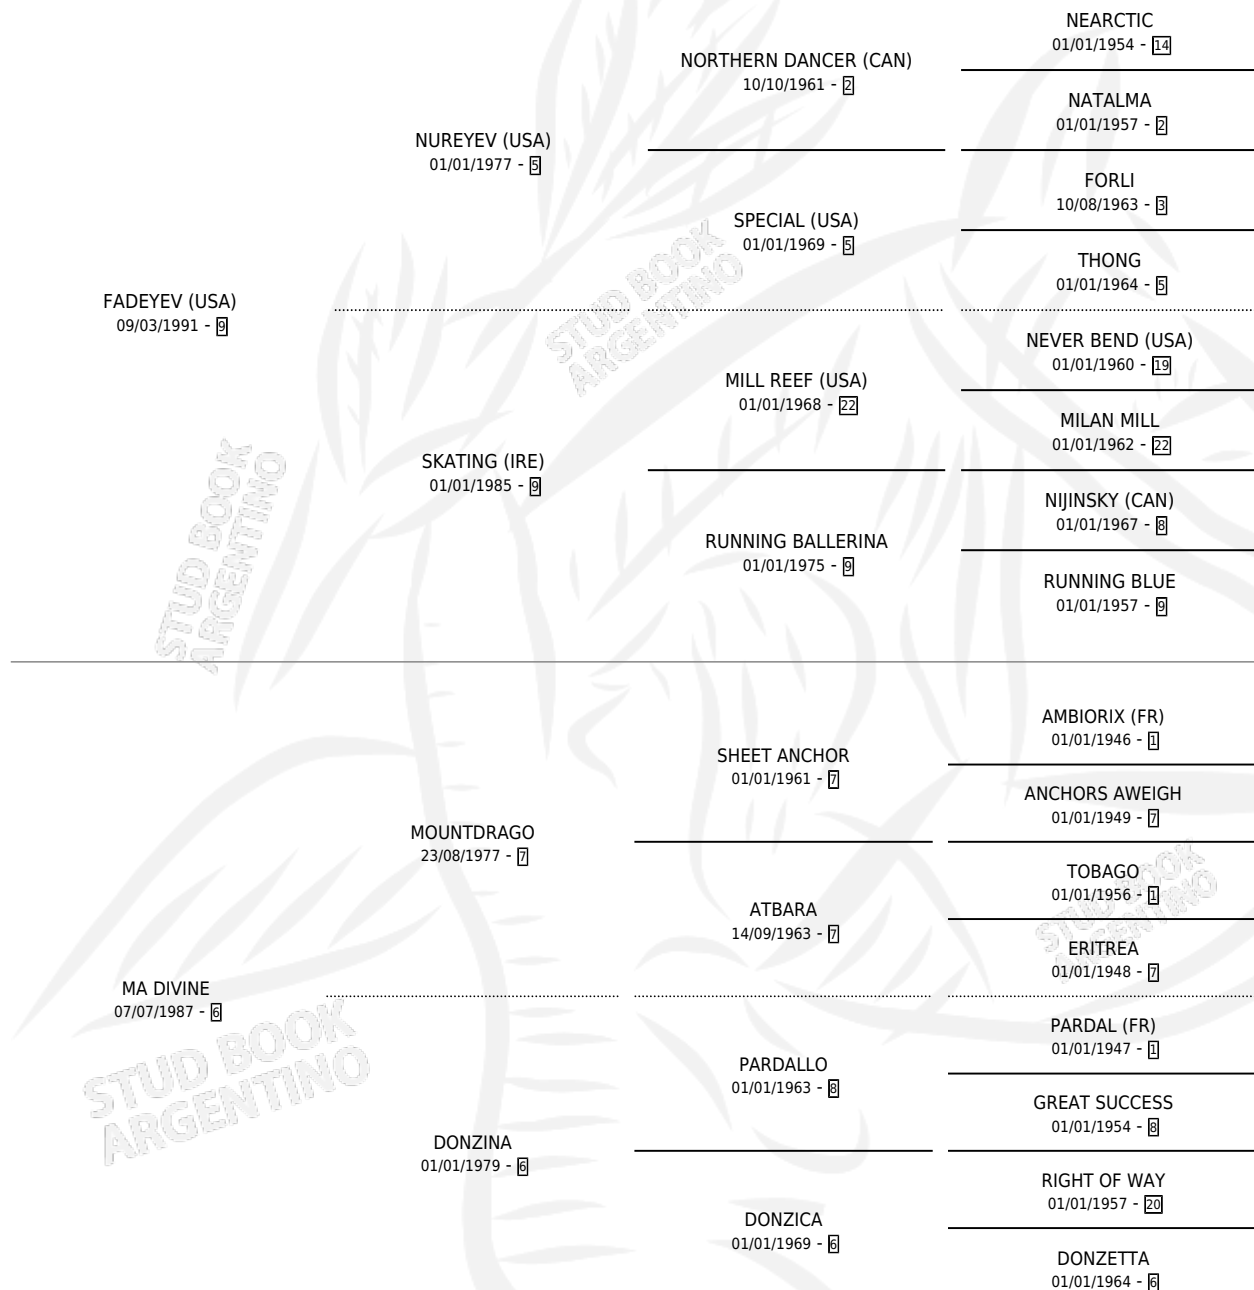 NEARCTIC
01/01/1954 - 14
NORTHERN DANCER (CAN)
10/10/1961 - 2
NATALMA
01/01/1957 - 2
NUREYEV (USA)
01/01/1977 - 5
FORLI
10/08/1963 - 3
SPECIAL (USA)
01/01/1969 - 5
THONG
01/01/1964 - 5
FADEYEV (USA)
09/03/1991 - 9
NEVER BEND (USA)
01/01/1960 - 19
MILL REEF (USA)
01/01/1968 - 22
MILAN MILL
01/01/1962 - 22
SKATING (IRE)
01/01/1985 - 9
NIJINSKY (CAN)
01/01/1967 - 8
RUNNING BALLERINA
01/01/1975 - 9
RUNNING BLUE
01/01/1957 - 9
AMBIORIX (FR)
01/01/1946 - 1
SHEET ANCHOR
01/01/1961 - 7
ANCHORS AWEIGH
01/01/1949 - 7
MOUNTDRAGO
23/08/1977 - 7
TOBAGO
01/01/1956 - 1
ATBARA
14/09/1963 - 7
ERITREA
01/01/1948 - 7
MA DIVINE
07/07/1987 - 6
PARDAL (FR)
01/01/1947 - 1
PARDALLO
01/01/1963 - 8
GREAT SUCCESS
01/01/1954 - 8
DONZINA
01/01/1979 - 6
RIGHT OF WAY
01/01/1957 - 20
DONZICA
01/01/1969 - 6
DONZETTA
01/01/1964 - 6
STUD BOOK
ARGENTINO
STUD BOOK
ARGENTINO
STUD BOOK
ARGENTINO
STUD BOOK
ARGENTINO